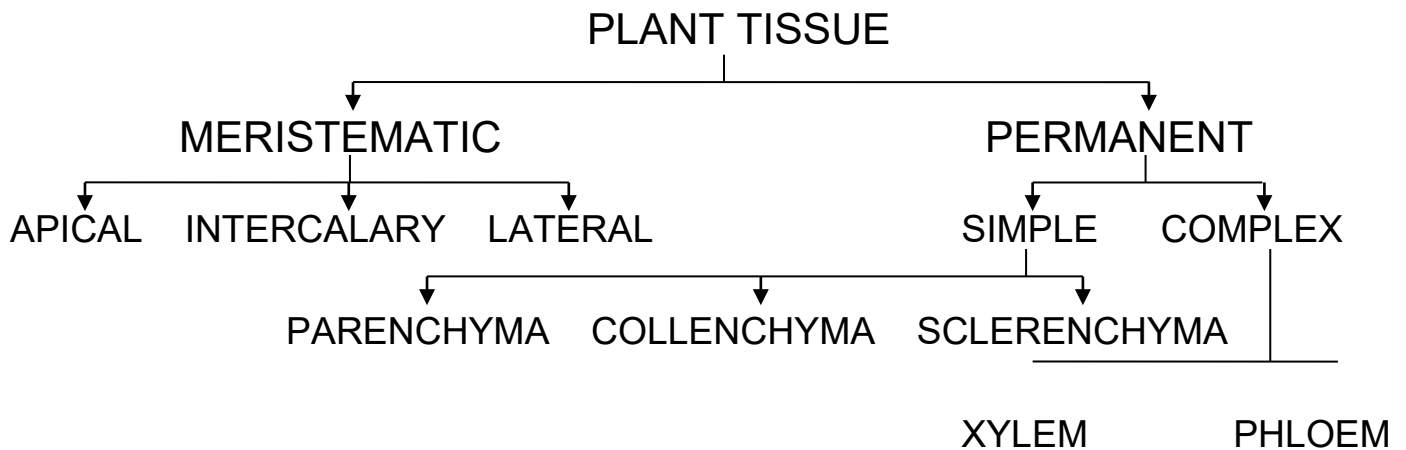 PLANT TISSUE
MERISTEMATIC PERMANENT
APICAL INTERCALARY LATERAL SIMPLE COMPLEX
PARENCHYMA COLLENCHYMA SCLERENCHYMA
XYLEM PHLOEM